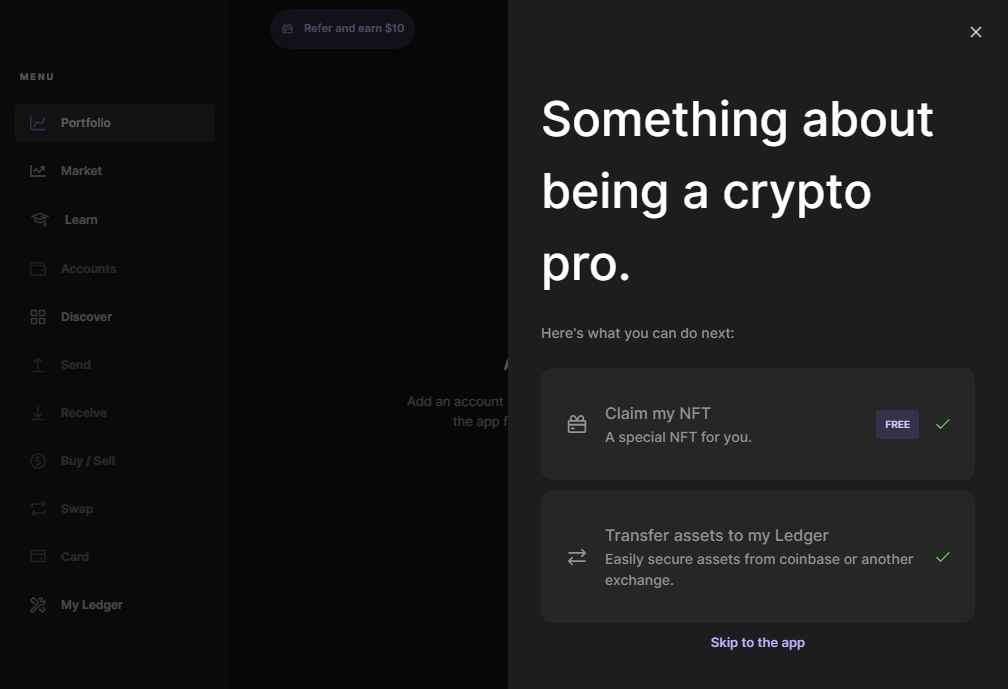 Refer and earn $10
MENU
Portfolio
Market
Learn
Accounts
Discover
Send
Receive
Buy / Sell
Swap
Card
My Ledger
Add an account
the app f
Something about
being a crypto
pro.
Here's what you can do next:
Claim my NFT
A special NFT for you.
FREE
Transfer assets to my Ledger
Easily secure assets from coinbase or another
exchange.
Skip to the app